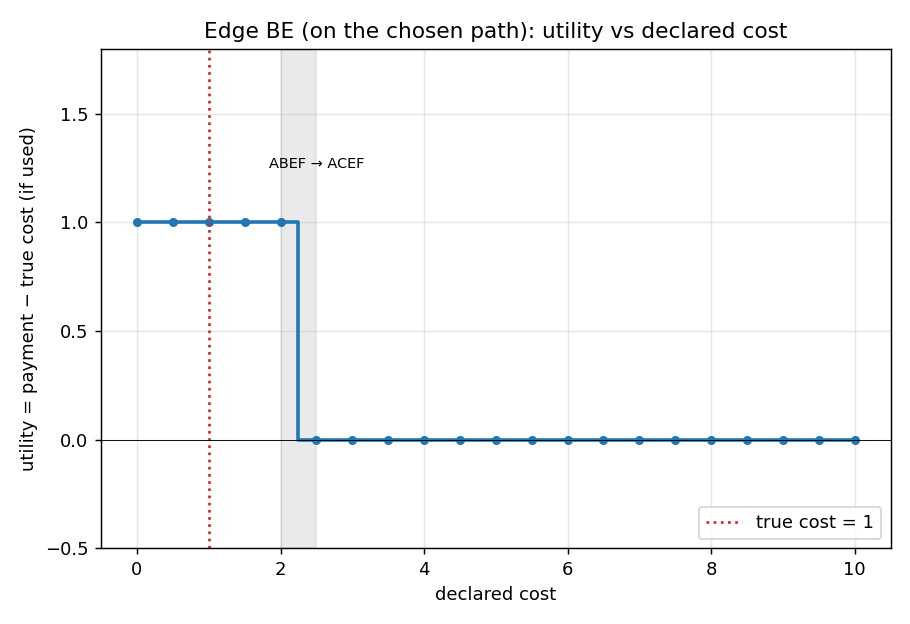 Edge BE (on the chosen path): utility vs declared cost
utility = payment − true cost (if used)
1.5
1.0
0.5
0.0
−0.5
ABEF → ACEF
true cost = 1
0
2
4
6
8
10
declared cost